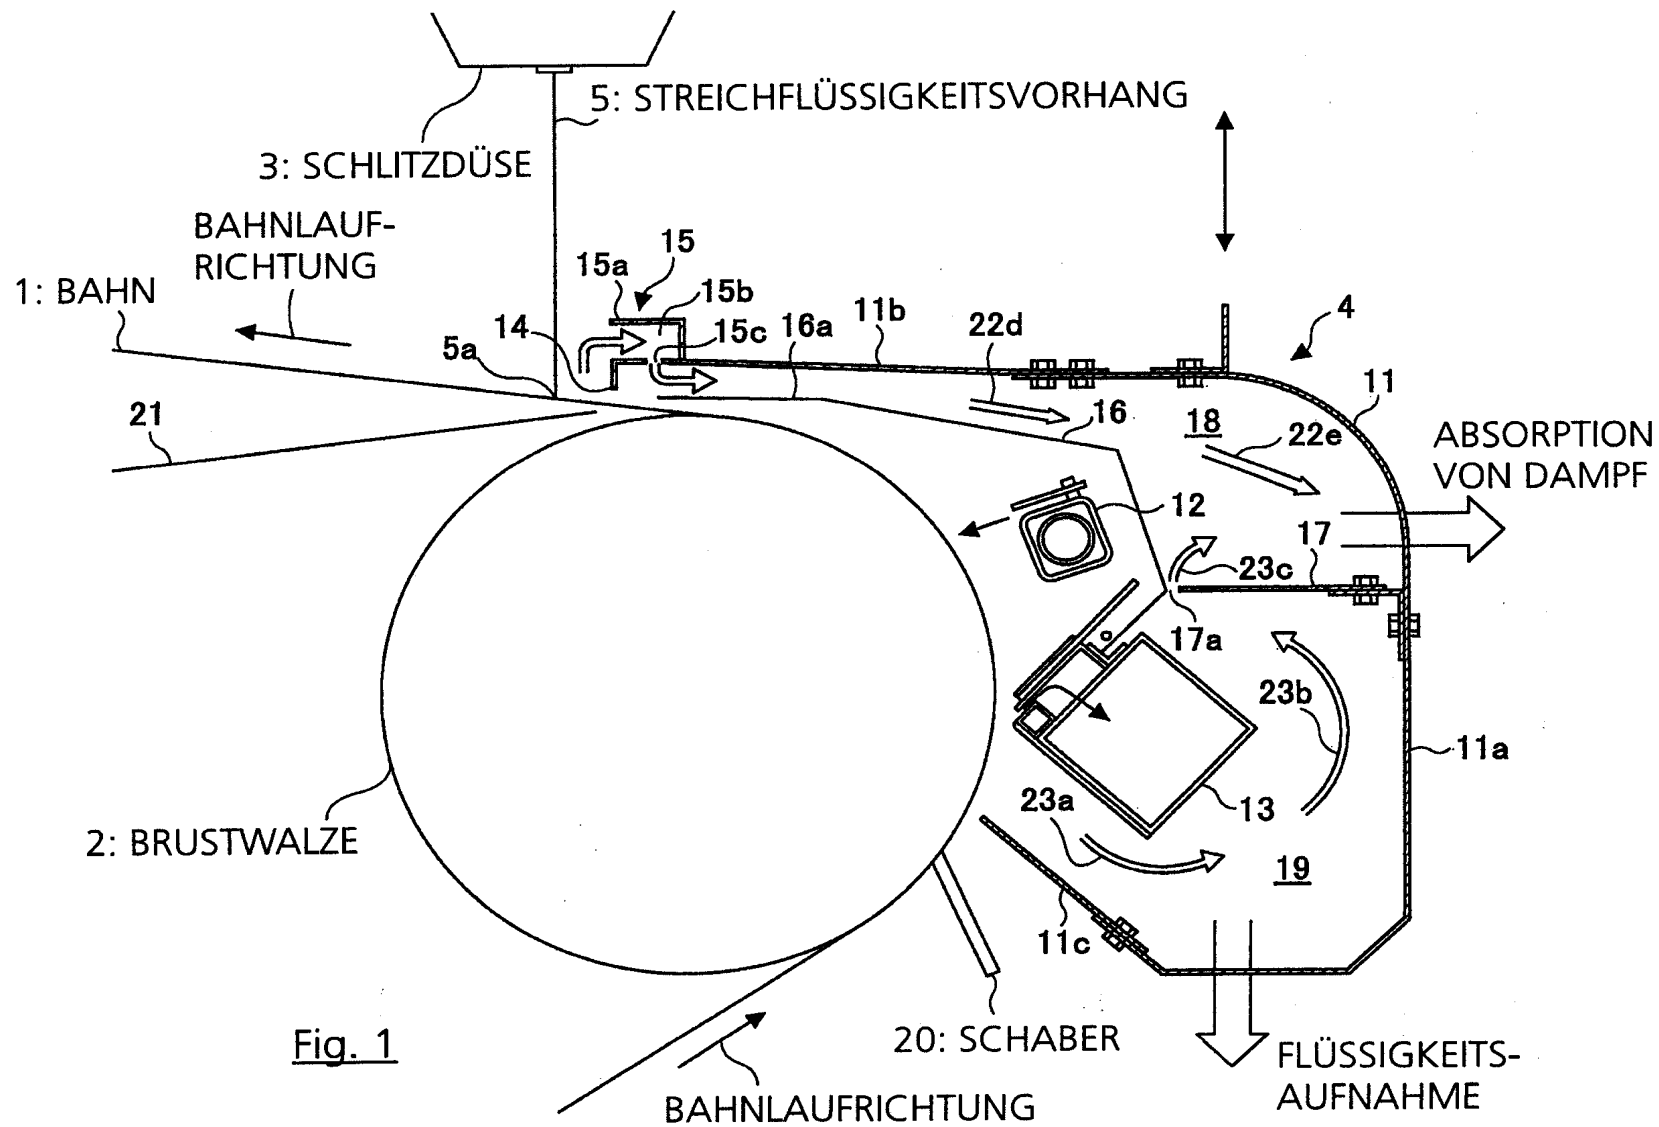 5: STREICHFLÜSSIGKEITSVORHANG
3: SCHLITZDÜSE
BAHNLAUF-
RICHTUNG
1: BAHN
15
15a
15b
15c
14
5a
16a
11b
22d
4
11
16
18
22e
ABSORPTION
VON DAMPF
21
12
17
23c
17a
23b
11a
13
23a
19
2: BRUSTWALZE
11c
20: SCHABER
Fig. 1
BAHNLAUFRICHTUNG
FLÜSSIGKEITS-
AUFNAHME